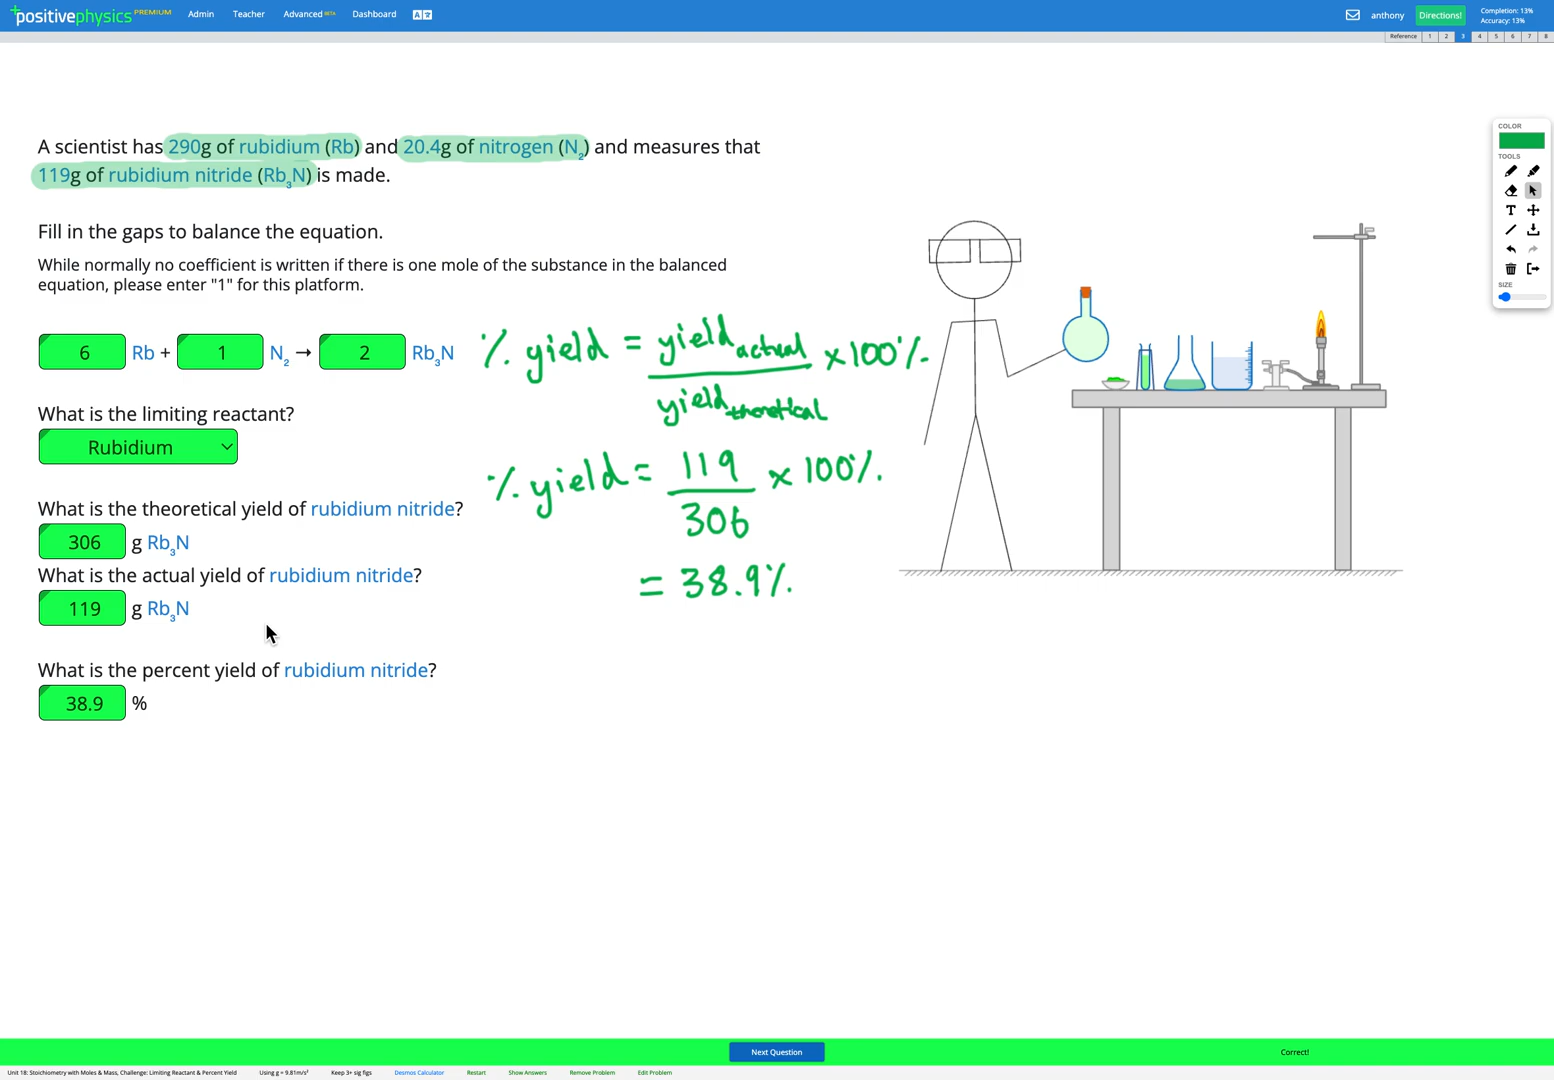 +positivephysics PREMIUM Admin Teacher Advanced BETA Dashboard anthony Directions! Completion: 13%
Accuracy: 13%
Reference 1 2 3 4 5 6 7 8
A scientist has 290g of rubidium (Rb) and 20.4g of nitrogen (N₂) and measures that
119g of rubidium nitride (Rb₃N) is made.
COLOR
TOOLS
T
SIZE
Fill in the gaps to balance the equation.
While normally no coefficient is written if there is one mole of the substance in the balanced
equation, please enter "1" for this platform.
6 Rb + 1 N₂ → 2 Rb₃N
% yield = yield actual / yield theoretical × 100%
What is the limiting reactant?
Rubidium
% yield = 119 / 306 × 100%
= 38.9%
What is the theoretical yield of rubidium nitride?
306 g Rb₃N
What is the actual yield of rubidium nitride?
119 g Rb₃N
What is the percent yield of rubidium nitride?
38.9 %
Next Question Correct!
Unit 18: Stoichiometry with Moles & Mass, Challenge: Limiting Reactant & Percent Yield Using g = 9.81m/s² Keep 3+ sig figs Desmos Calculator Restart Show Answers Remove Problem Edit Problem